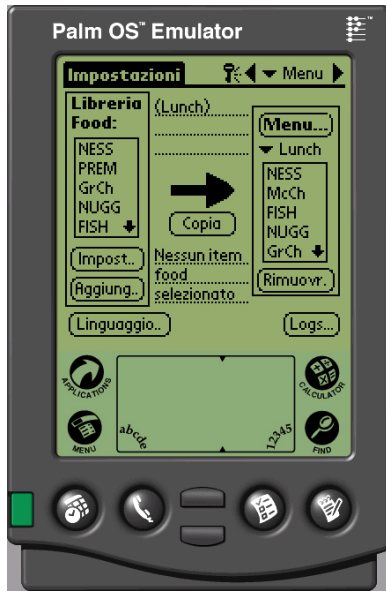 Palm OS™ Emulator
Impostazioni
Menu
Libreria
Food:
NESS
PREM
GrCh
NUGG
FISH
Impost..
Aggiung..
(Lunch)
Copia
Nessun item
food
selezionato
Menu...
Lunch
NESS
McCh
FISH
NUGG
GrCh
Rimuovr.
Linguaggio..
Logs...
APPLICATIONS
MENU
abcde
12345
CALCULATOR
FIND